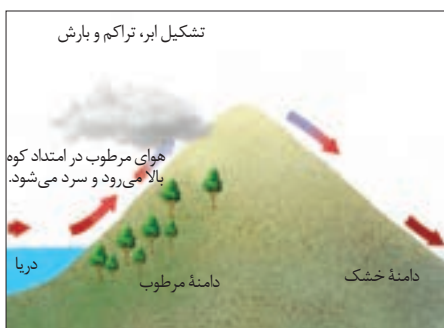 تشکیل ابر، تراکم و بارش
هوای مرطوب در امتداد کوه
بالا می‌رود و سرد می‌شود.
دریا
دامنهٔ مرطوب
دامنهٔ خشک